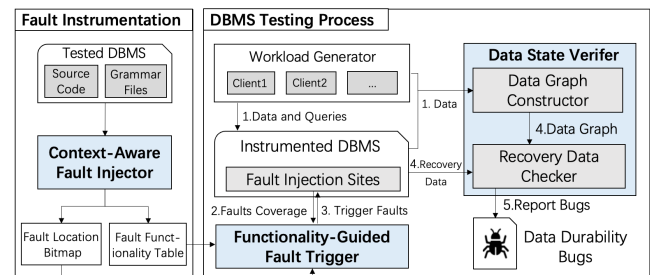 Fault Instrumentation
Tested DBMS
Source
Code
Grammar
Files
Context-Aware
Fault Injector
Fault Location
Bitmap
Fault Funct-
ionality Table
DBMS Testing Process
Workload Generator
Client1
Client2
...
1.Data and Queries
1. Data
Instrumented DBMS
Fault Injection Sites
4.Recovery
Data
2.Faults Coverage
3. Trigger Faults
Functionality-Guided
Fault Trigger
Data State Verifer
Data Graph
Constructor
4.Data Graph
Recovery Data
Checker
5.Report Bugs
Data Durability
Bugs